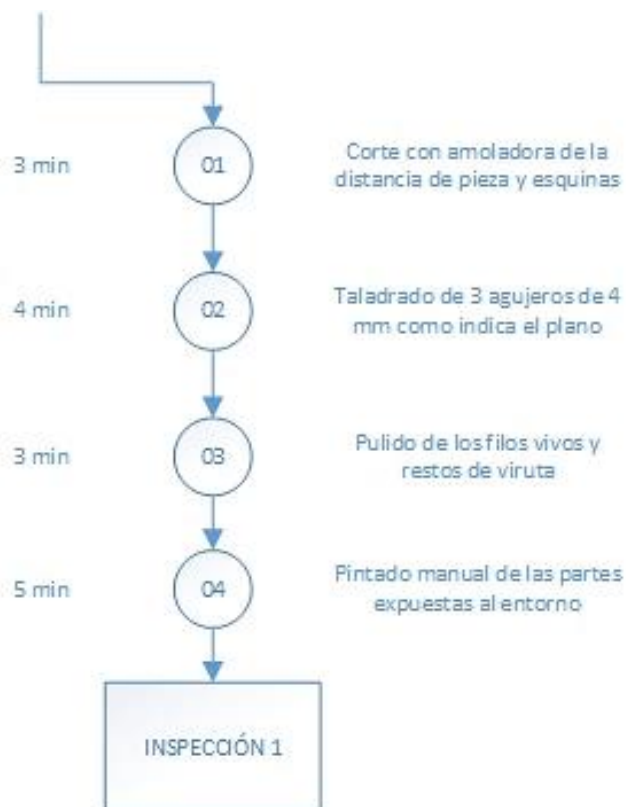 3 min
01
Corte con amoladora de la
distancia de pieza y esquinas
4 min
02
Taladrado de 3 agujeros de 4
mm como indica el plano
3 min
03
Pulido de los filos vivos y
restos de viruta
5 min
04
Pintado manual de las partes
expuestas al entorno
INSPECCIÓN 1